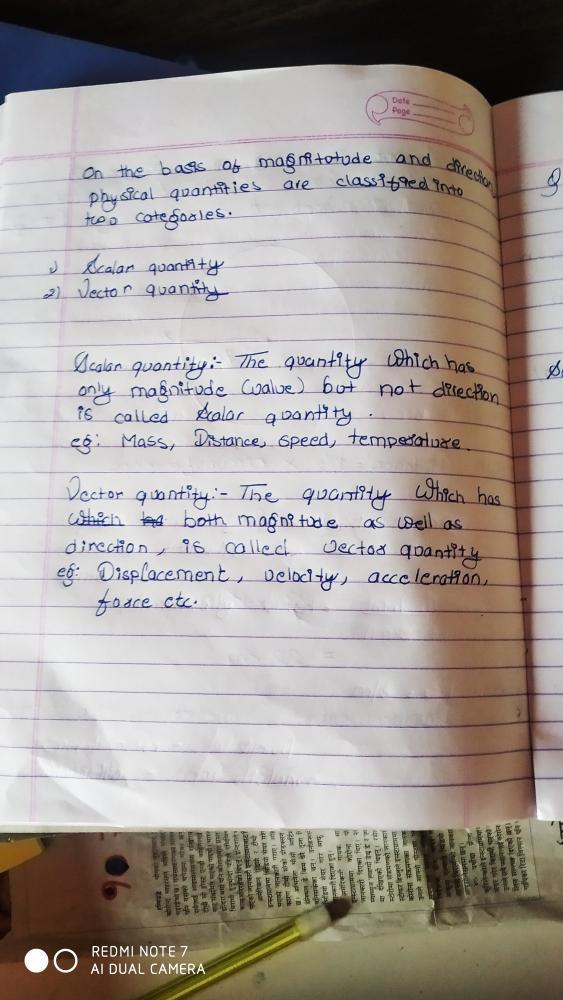 Date
Page
On the basis of magnitotude and direction
physical quantities are classified into
two categories.
1) Scalar quantity
2) Vector quantity
Scalar quantity:- The quantity which has
only magnitude (value) but not direction
is called scalar quantity.
eg: Mass, Distance, speed, temperature.
Vector quantity:- The quantity which has
which has both magnitude as well as
direction, is called vector quantity
eg: Displacement, velocity, acceleration,
force etc.
REDMI NOTE 7
AI DUAL CAMERA